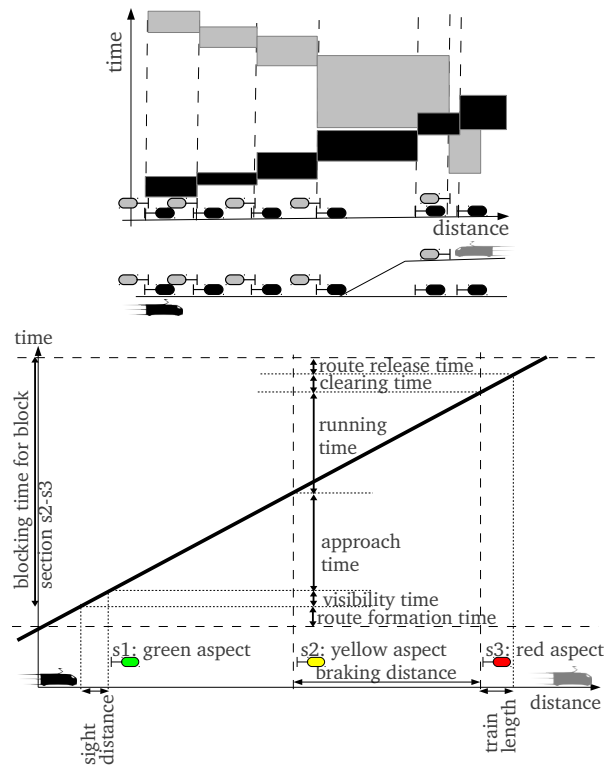 time
distance
time
route release time
clearing time
running
time
blocking time for block
section s2-s3
approach
time
visibility time
route formation time
s1: green aspect
s2: yellow aspect
s3: red aspect
braking distance
distance
sight
distance
train
length